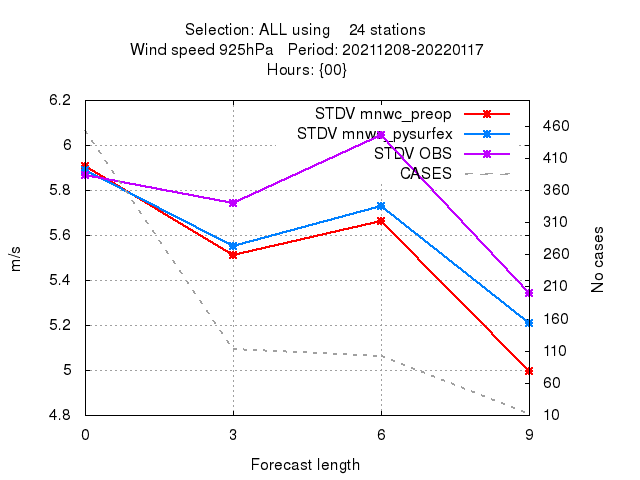 Selection: ALL using    24 stations
Wind speed 925hPa   Period: 20211208-20220117
Hours: {00}
STDV mnwc_preop
STDV mnwc_pysurfex
STDV OBS
CASES
6.2
6
5.8
5.6
5.4
5.2
5
4.8
m/s
460
410
360
310
260
210
160
110
60
10
No cases
0 3 6 9
Forecast length